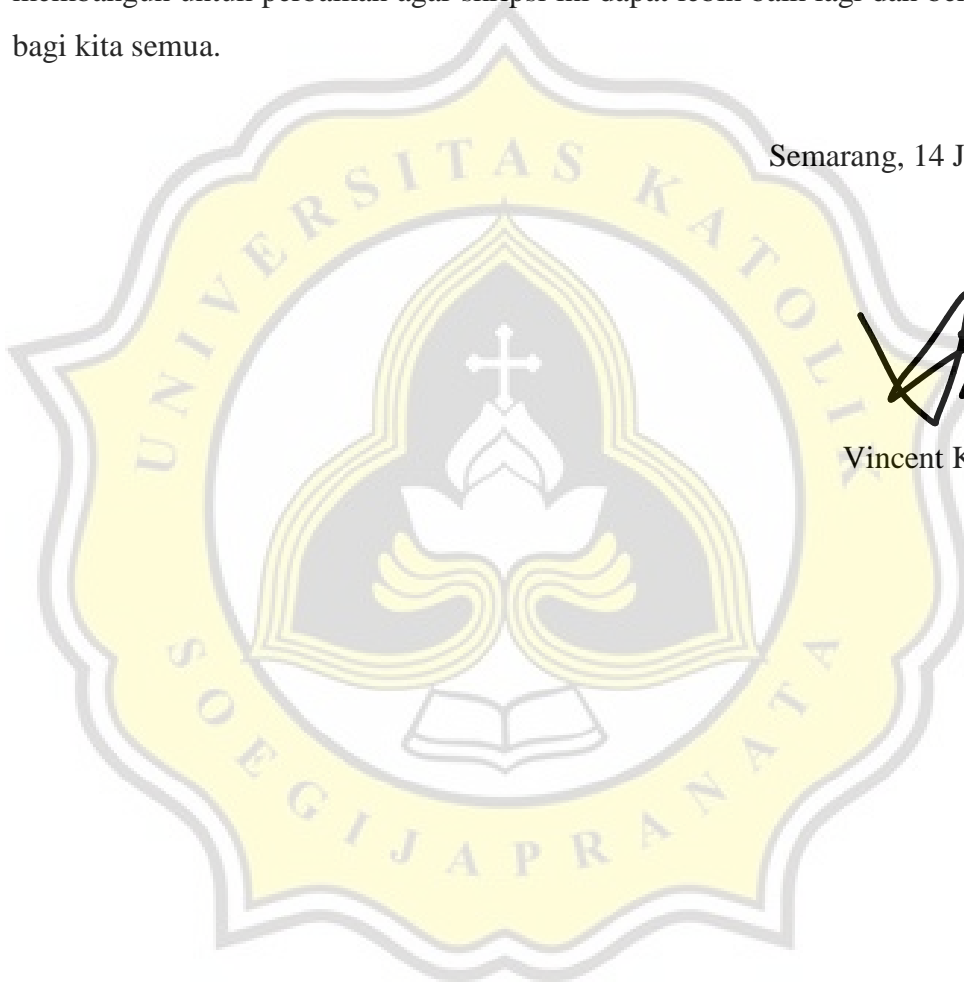 membangun untuk perbaikan agar skripsi ini dapat lebih baik lagi dan ber
bagi kita semua.
Semarang, 14 J
Vincent K
UNIVERSITAS KATOLIK
SOEGIJAPRANATA